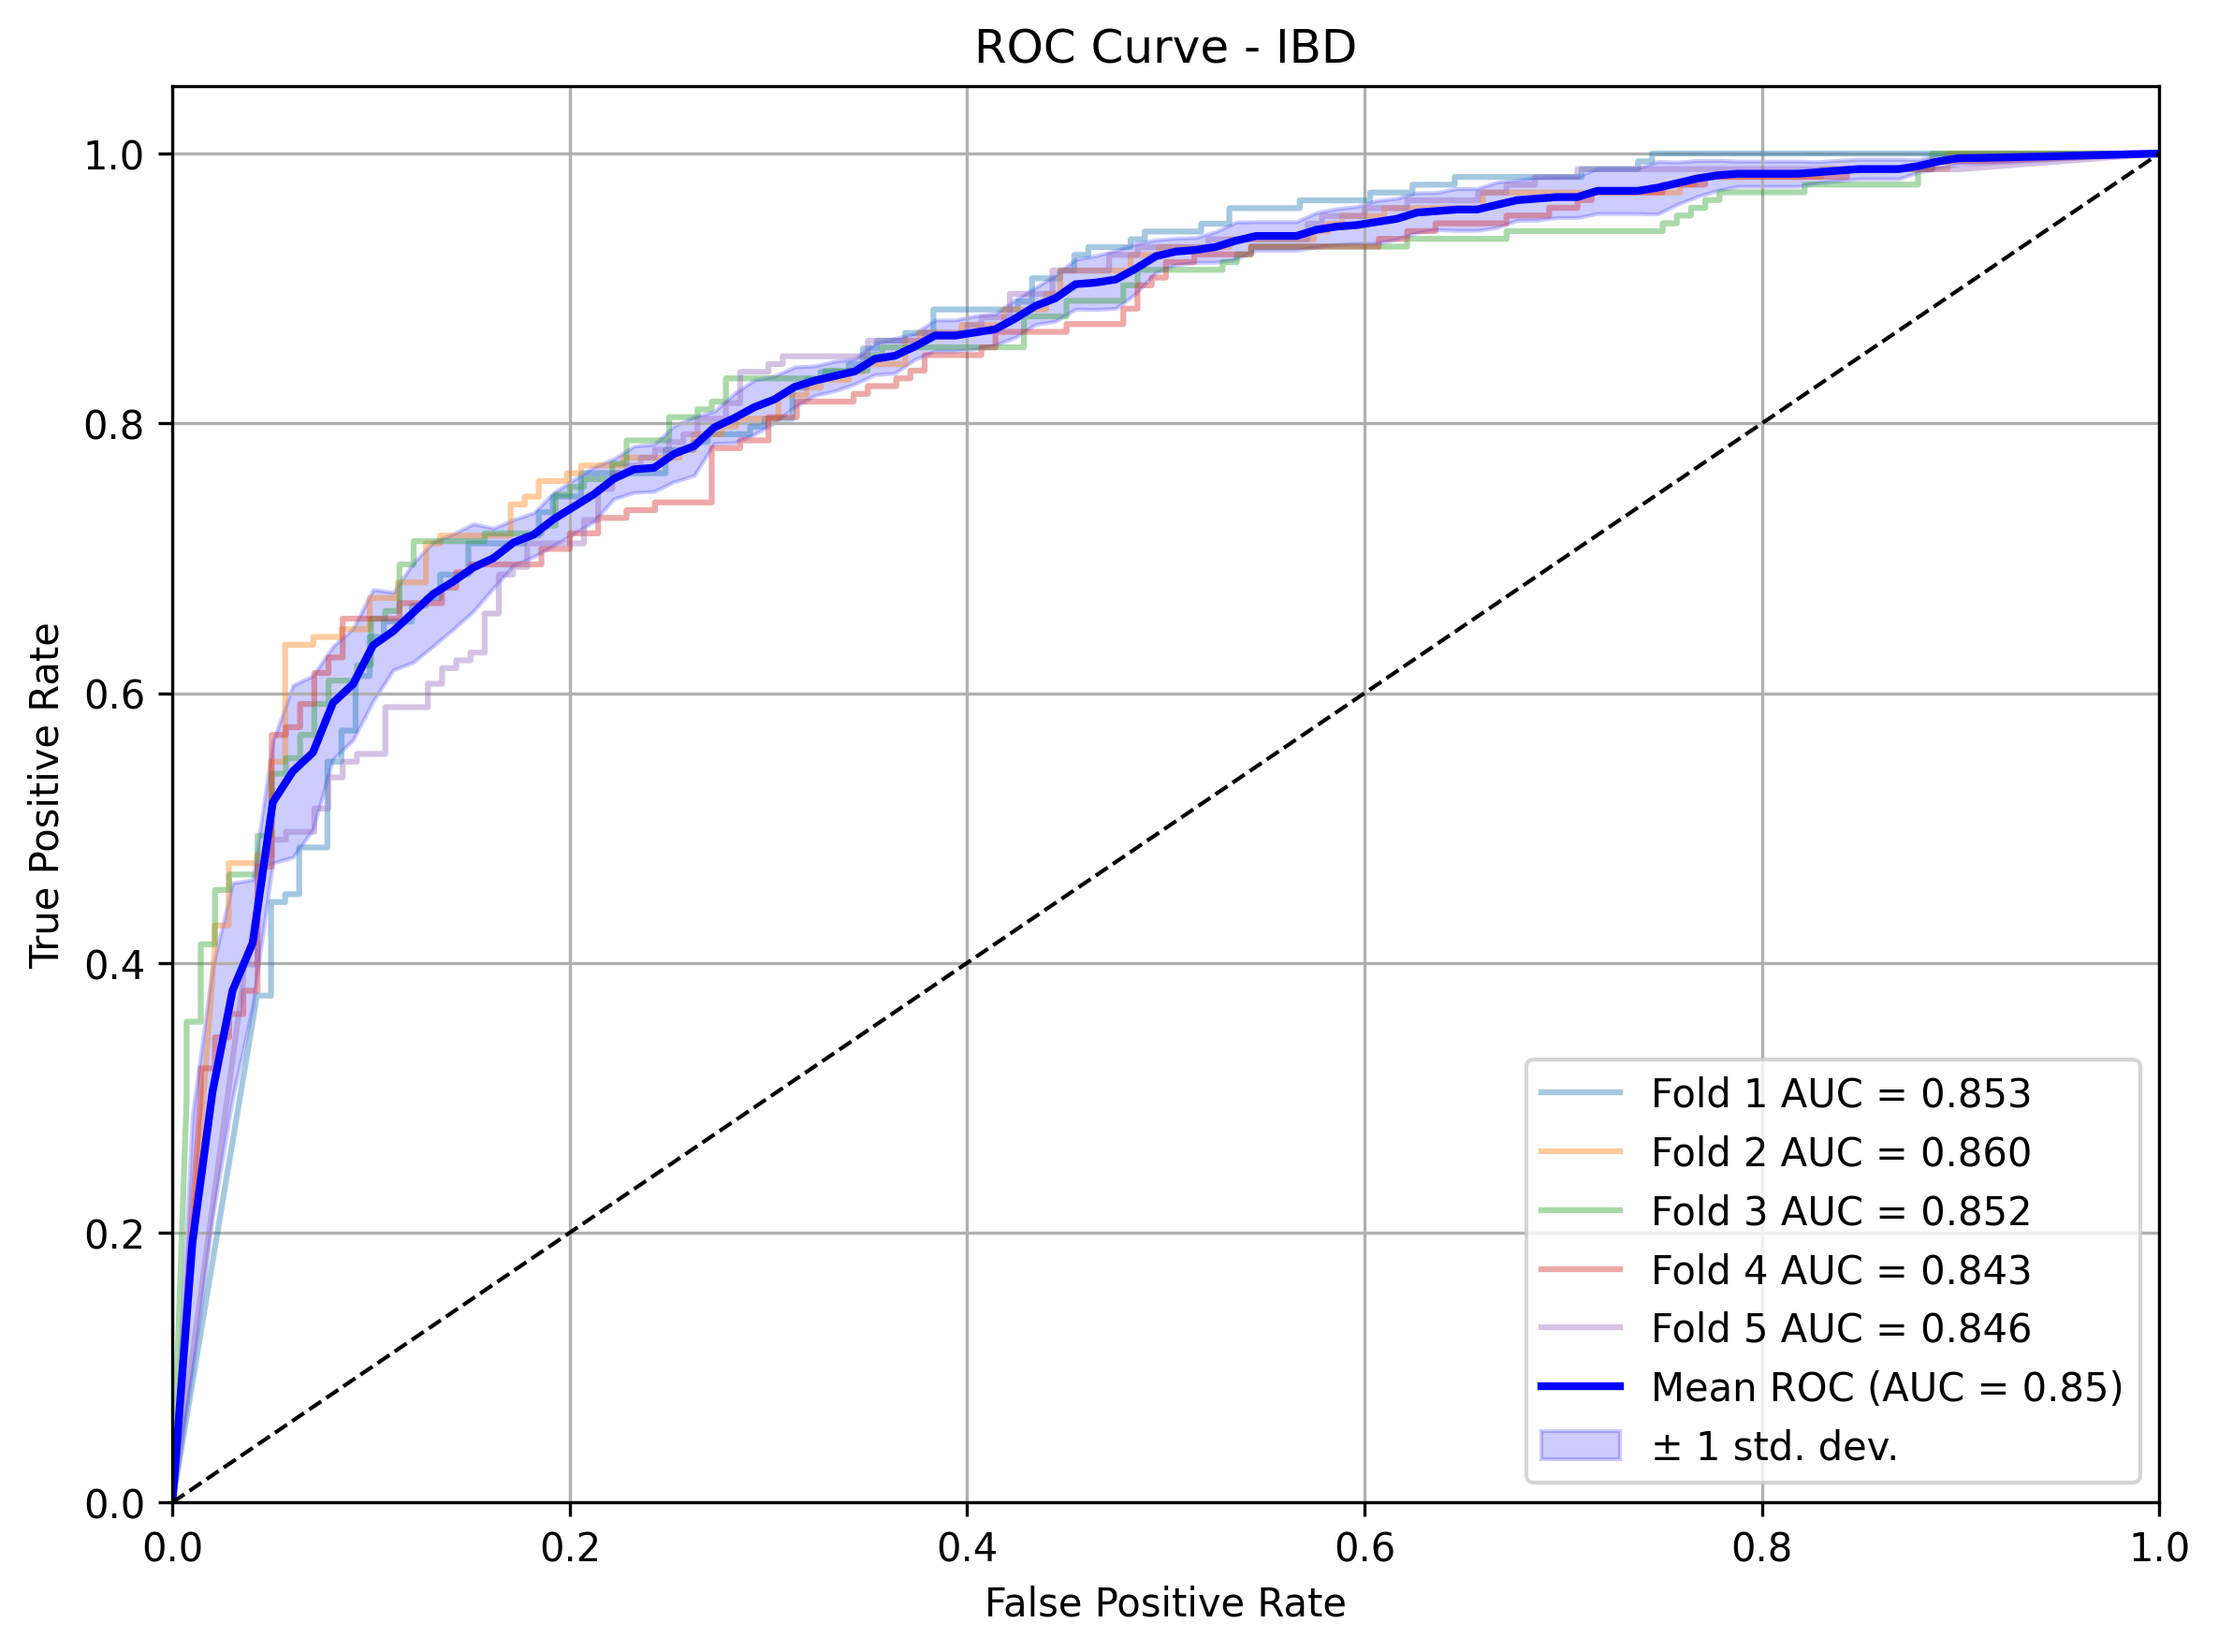 ROC Curve - IBD
True Positive Rate
1.0
0.8
0.6
0.4
0.2
0.0
0.0 0.2 0.4 0.6 0.8 1.0
False Positive Rate
Fold 1 AUC = 0.853
Fold 2 AUC = 0.860
Fold 3 AUC = 0.852
Fold 4 AUC = 0.843
Fold 5 AUC = 0.846
Mean ROC (AUC = 0.85)
± 1 std. dev.